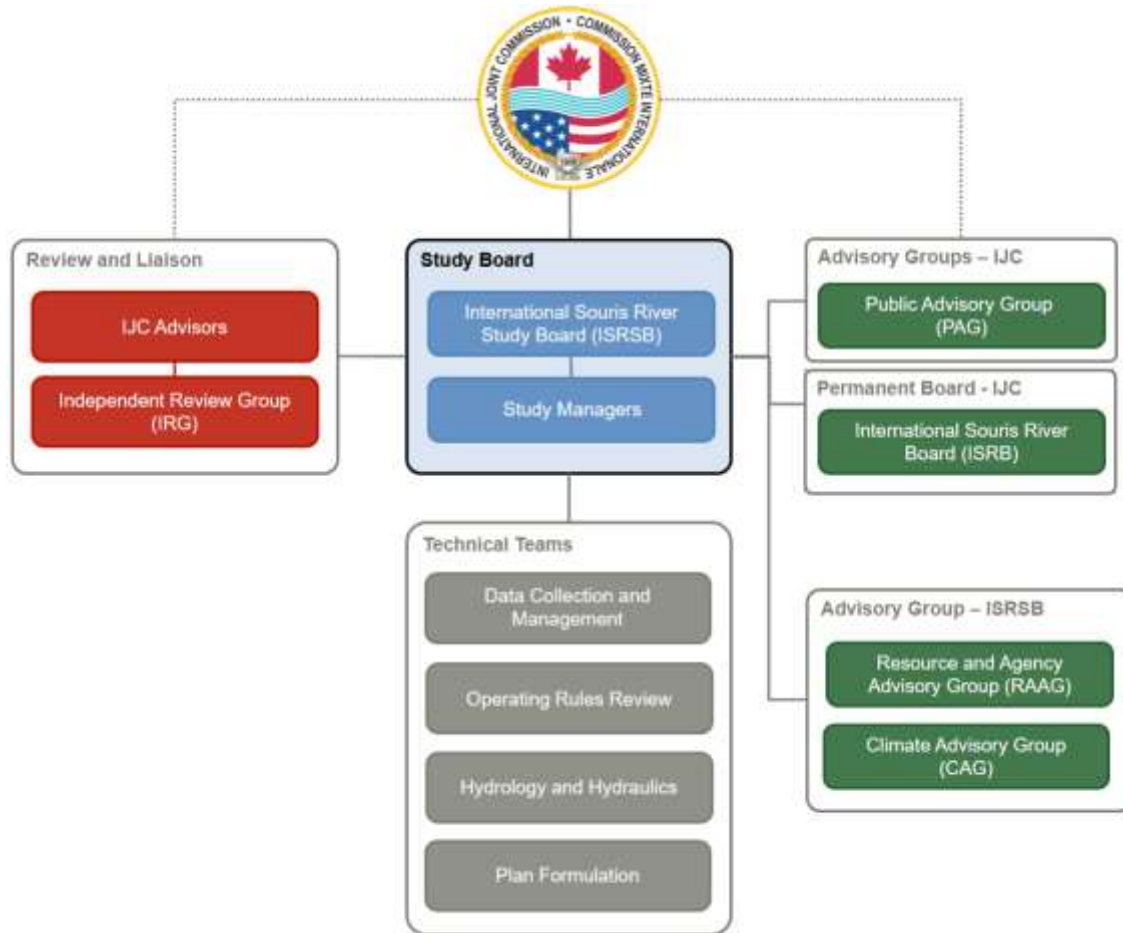 INTERNATIONAL JOINT COMMISSION • COMMISSION MIXTE INTERNATIONALE
Review and Liaison
IJC Advisors
Independent Review Group
(IRG)
Study Board
International Souris River
Study Board (ISRSB)
Study Managers
Advisory Groups – IJC
Public Advisory Group
(PAG)
Permanent Board - IJC
International Souris River
Board (ISRB)
Technical Teams
Data Collection and
Management
Operating Rules Review
Hydrology and Hydraulics
Plan Formulation
Advisory Group – ISRSB
Resource and Agency
Advisory Group (RAAG)
Climate Advisory Group
(CAG)